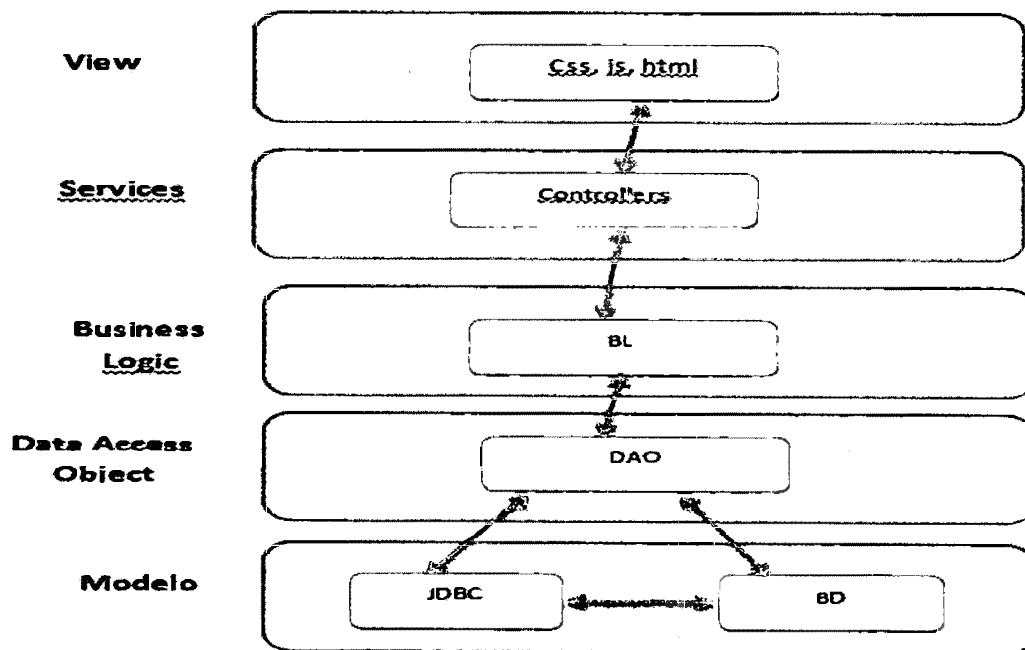 View
Css, js, html
Services
Controllers
Business
Logic
BL
Data Access
Object
DAO
Modelo
JDBC
BD